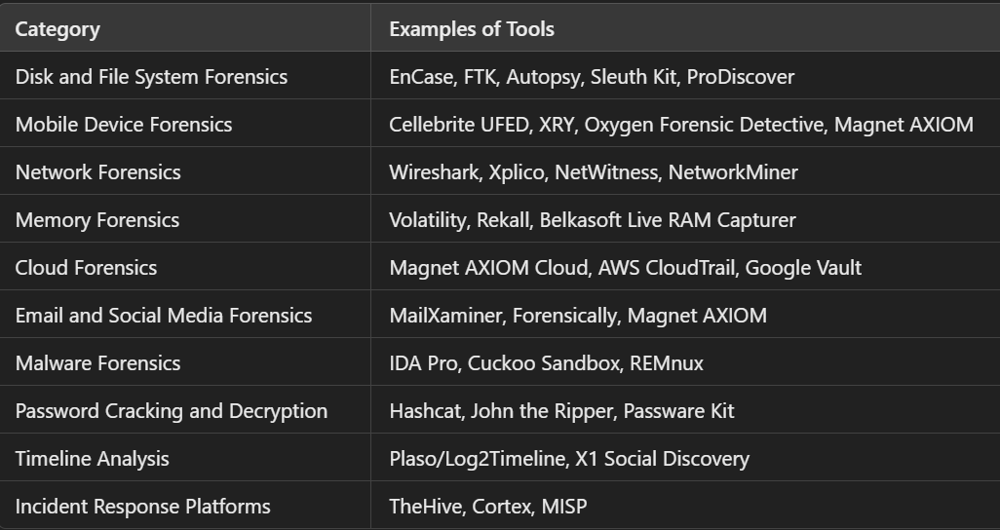 Category Examples of Tools
Disk and File System Forensics EnCase, FTK, Autopsy, Sleuth Kit, ProDiscover
Mobile Device Forensics Cellebrite UFED, XRY, Oxygen Forensic Detective, Magnet AXIOM
Network Forensics Wireshark, Xplico, NetWitness, NetworkMiner
Memory Forensics Volatility, Rekall, Belkasoft Live RAM Capturer
Cloud Forensics Magnet AXIOM Cloud, AWS CloudTrail, Google Vault
Email and Social Media Forensics MailXaminer, Forensically, Magnet AXIOM
Malware Forensics IDA Pro, Cuckoo Sandbox, REMnux
Password Cracking and Decryption Hashcat, John the Ripper, Passware Kit
Timeline Analysis Plaso/Log2Timeline, X1 Social Discovery
Incident Response Platforms TheHive, Cortex, MISP